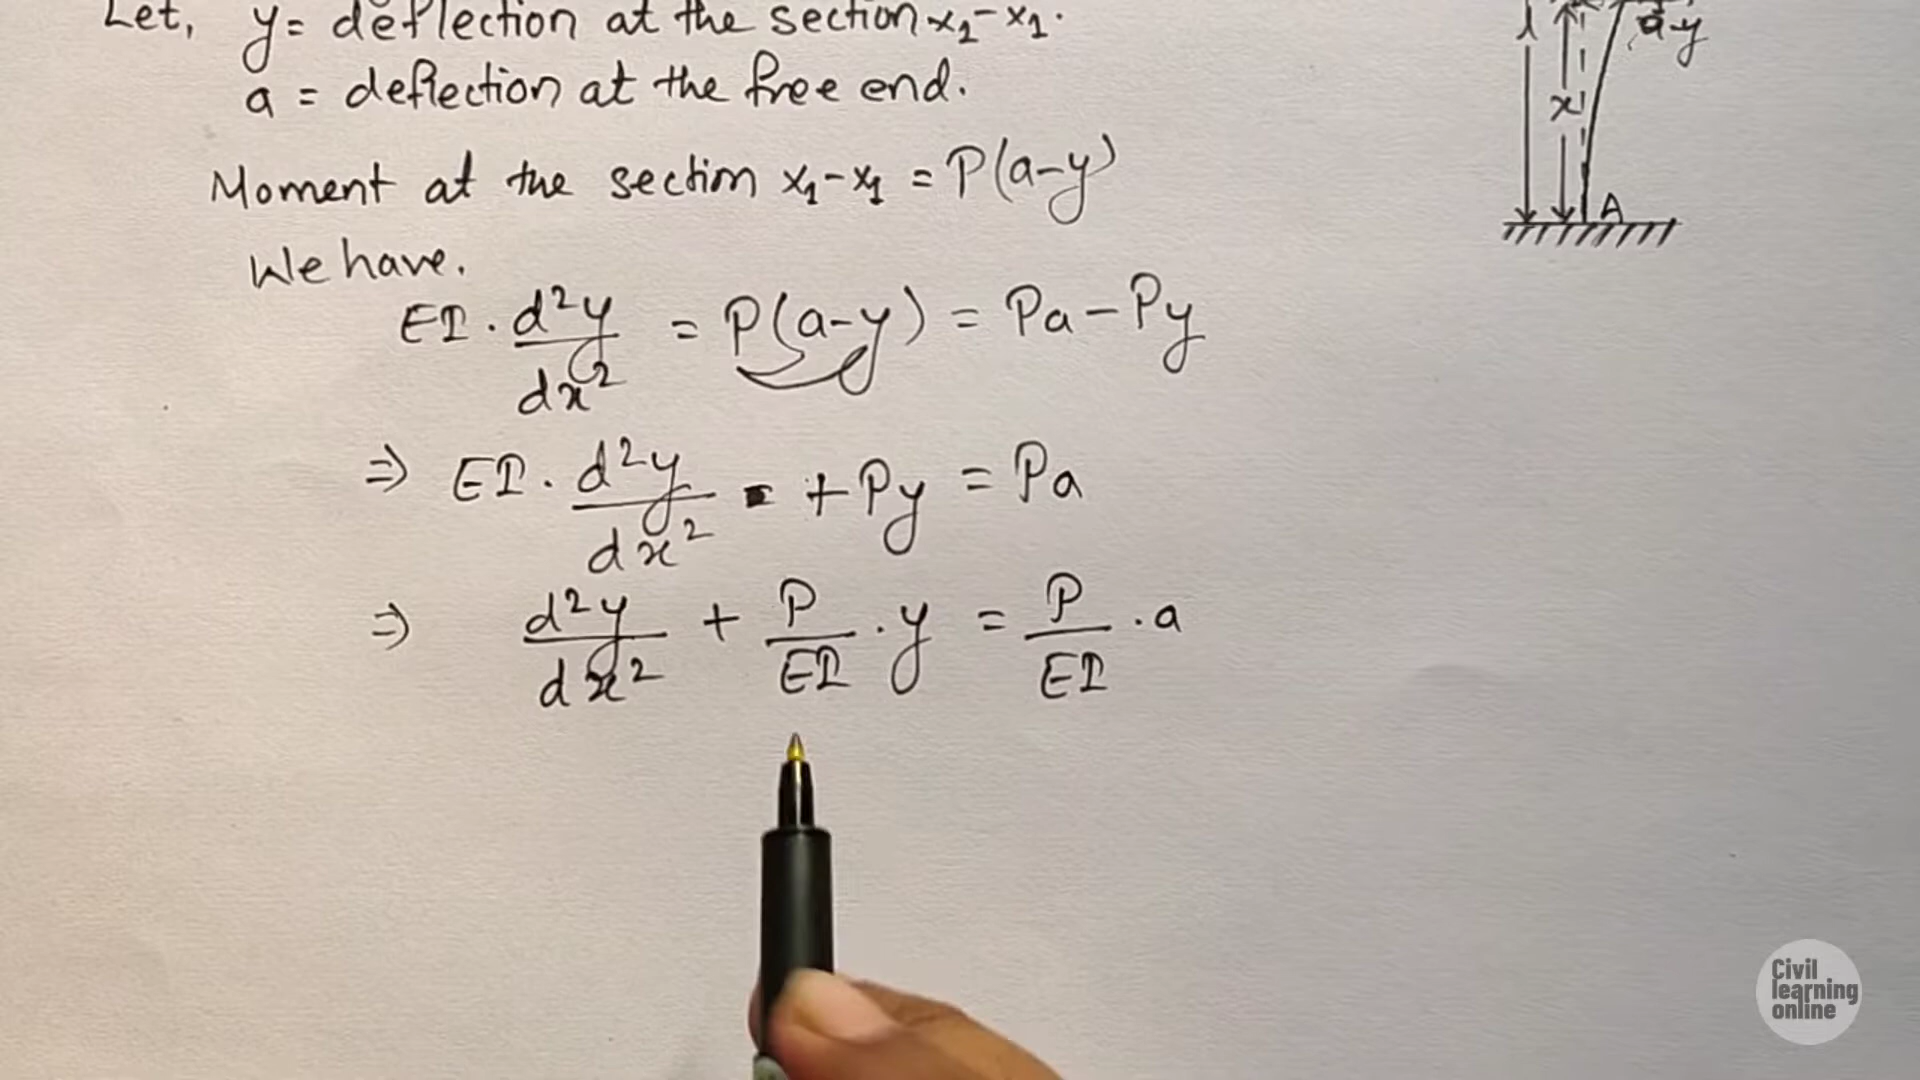 Let, y = deflection at the section x₁-x₁.
a = deflection at the free end.
Moment at the section x₁-x₁ = P(a-y)
We have.
EI · d²y/dx² = P(a-y) = Pa - Py
⇒ EI · d²y/dx² + Py = Pa
⇒ d²y/dx² + P/EI · y = P/EI · a
l
x
a-y
A
Civil
learning
online